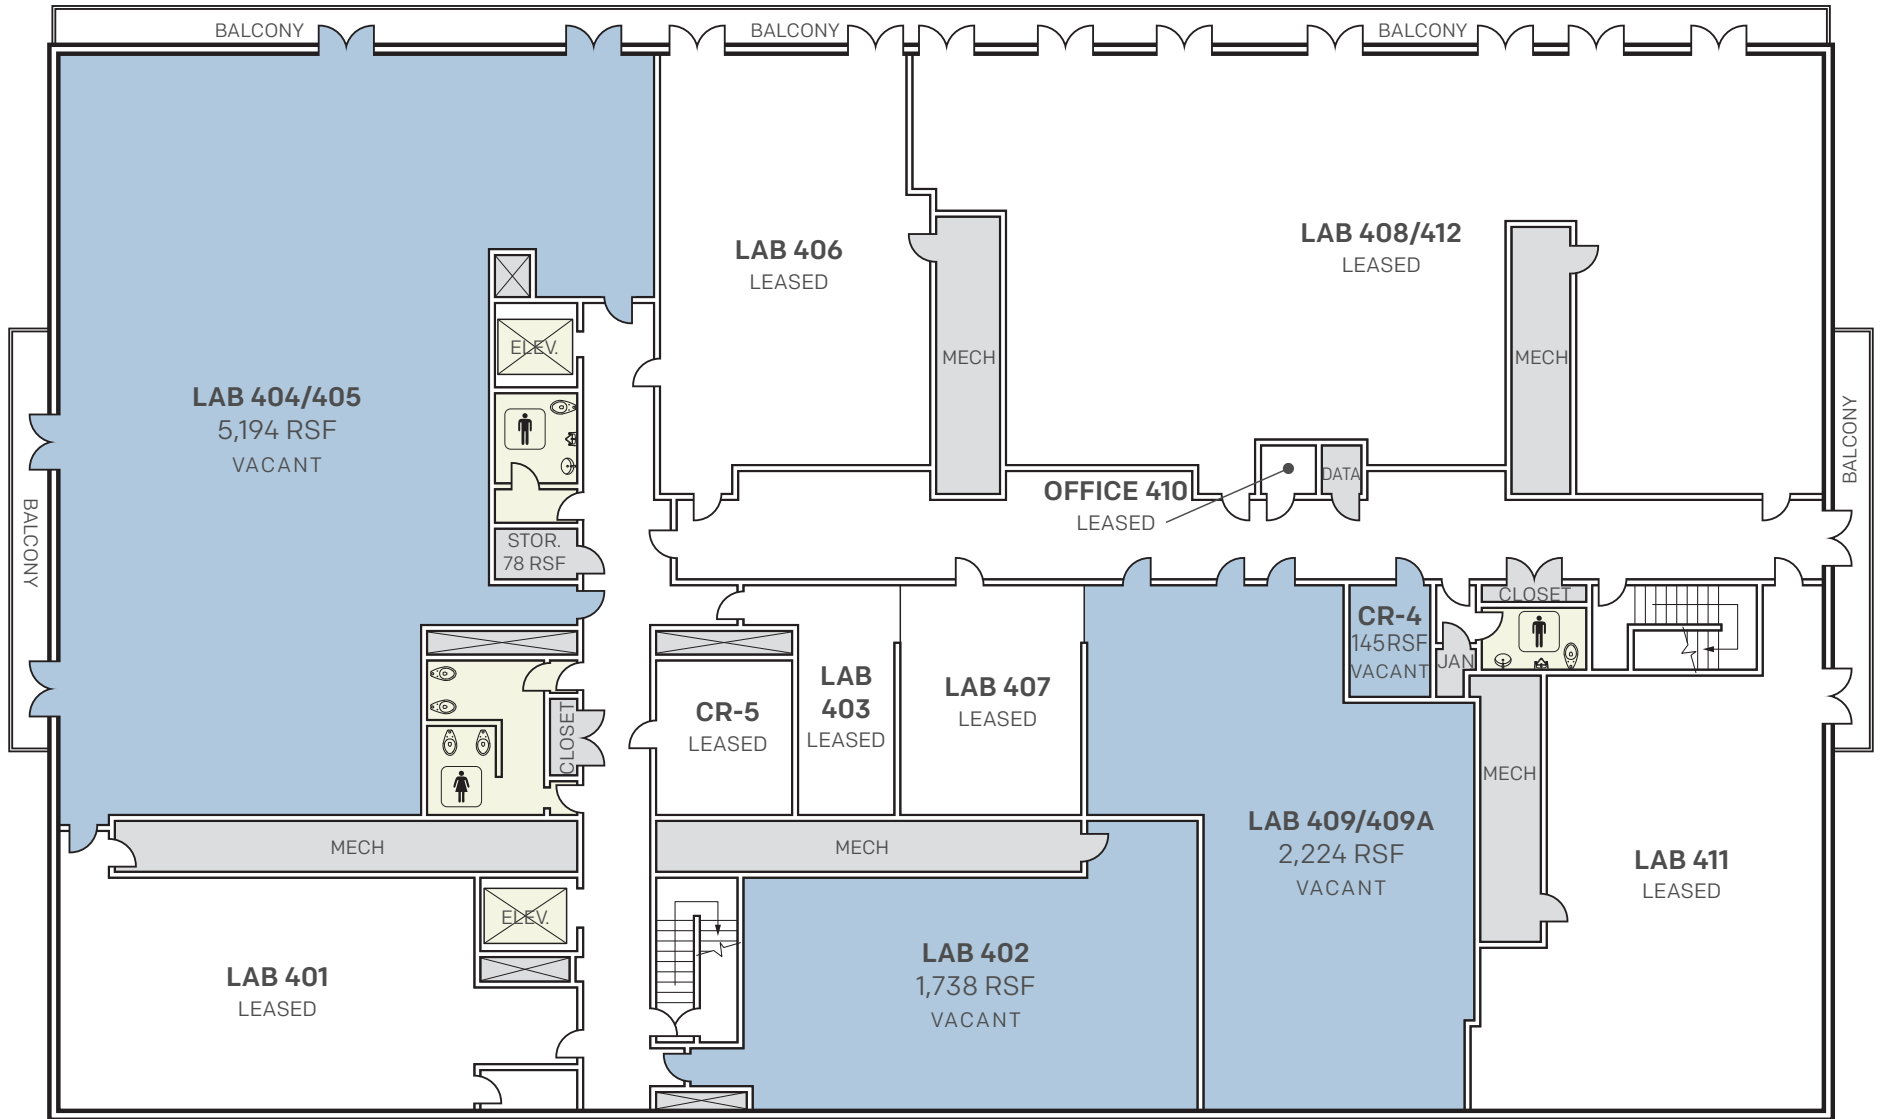 BALCONY
BALCONY
BALCONY
LAB 406
LEASED
LAB 408/412
LEASED
ELEV.
MECH
MECH
LAB 404/405
5,194 RSF
VACANT
BALCONY
DATA
OFFICE 410
LEASED
BALCONY
STOR.
78 RSF
CLOSET
CR-4
145 RSF
VACANT
JAN
LAB
403
LEASED
LAB 407
LEASED
CR-5
LEASED
CLOSET
MECH
LAB 409/409A
2,224 RSF
VACANT
MECH
MECH
LAB 411
LEASED
ELEV.
LAB 402
1,738 RSF
VACANT
LAB 401
LEASED